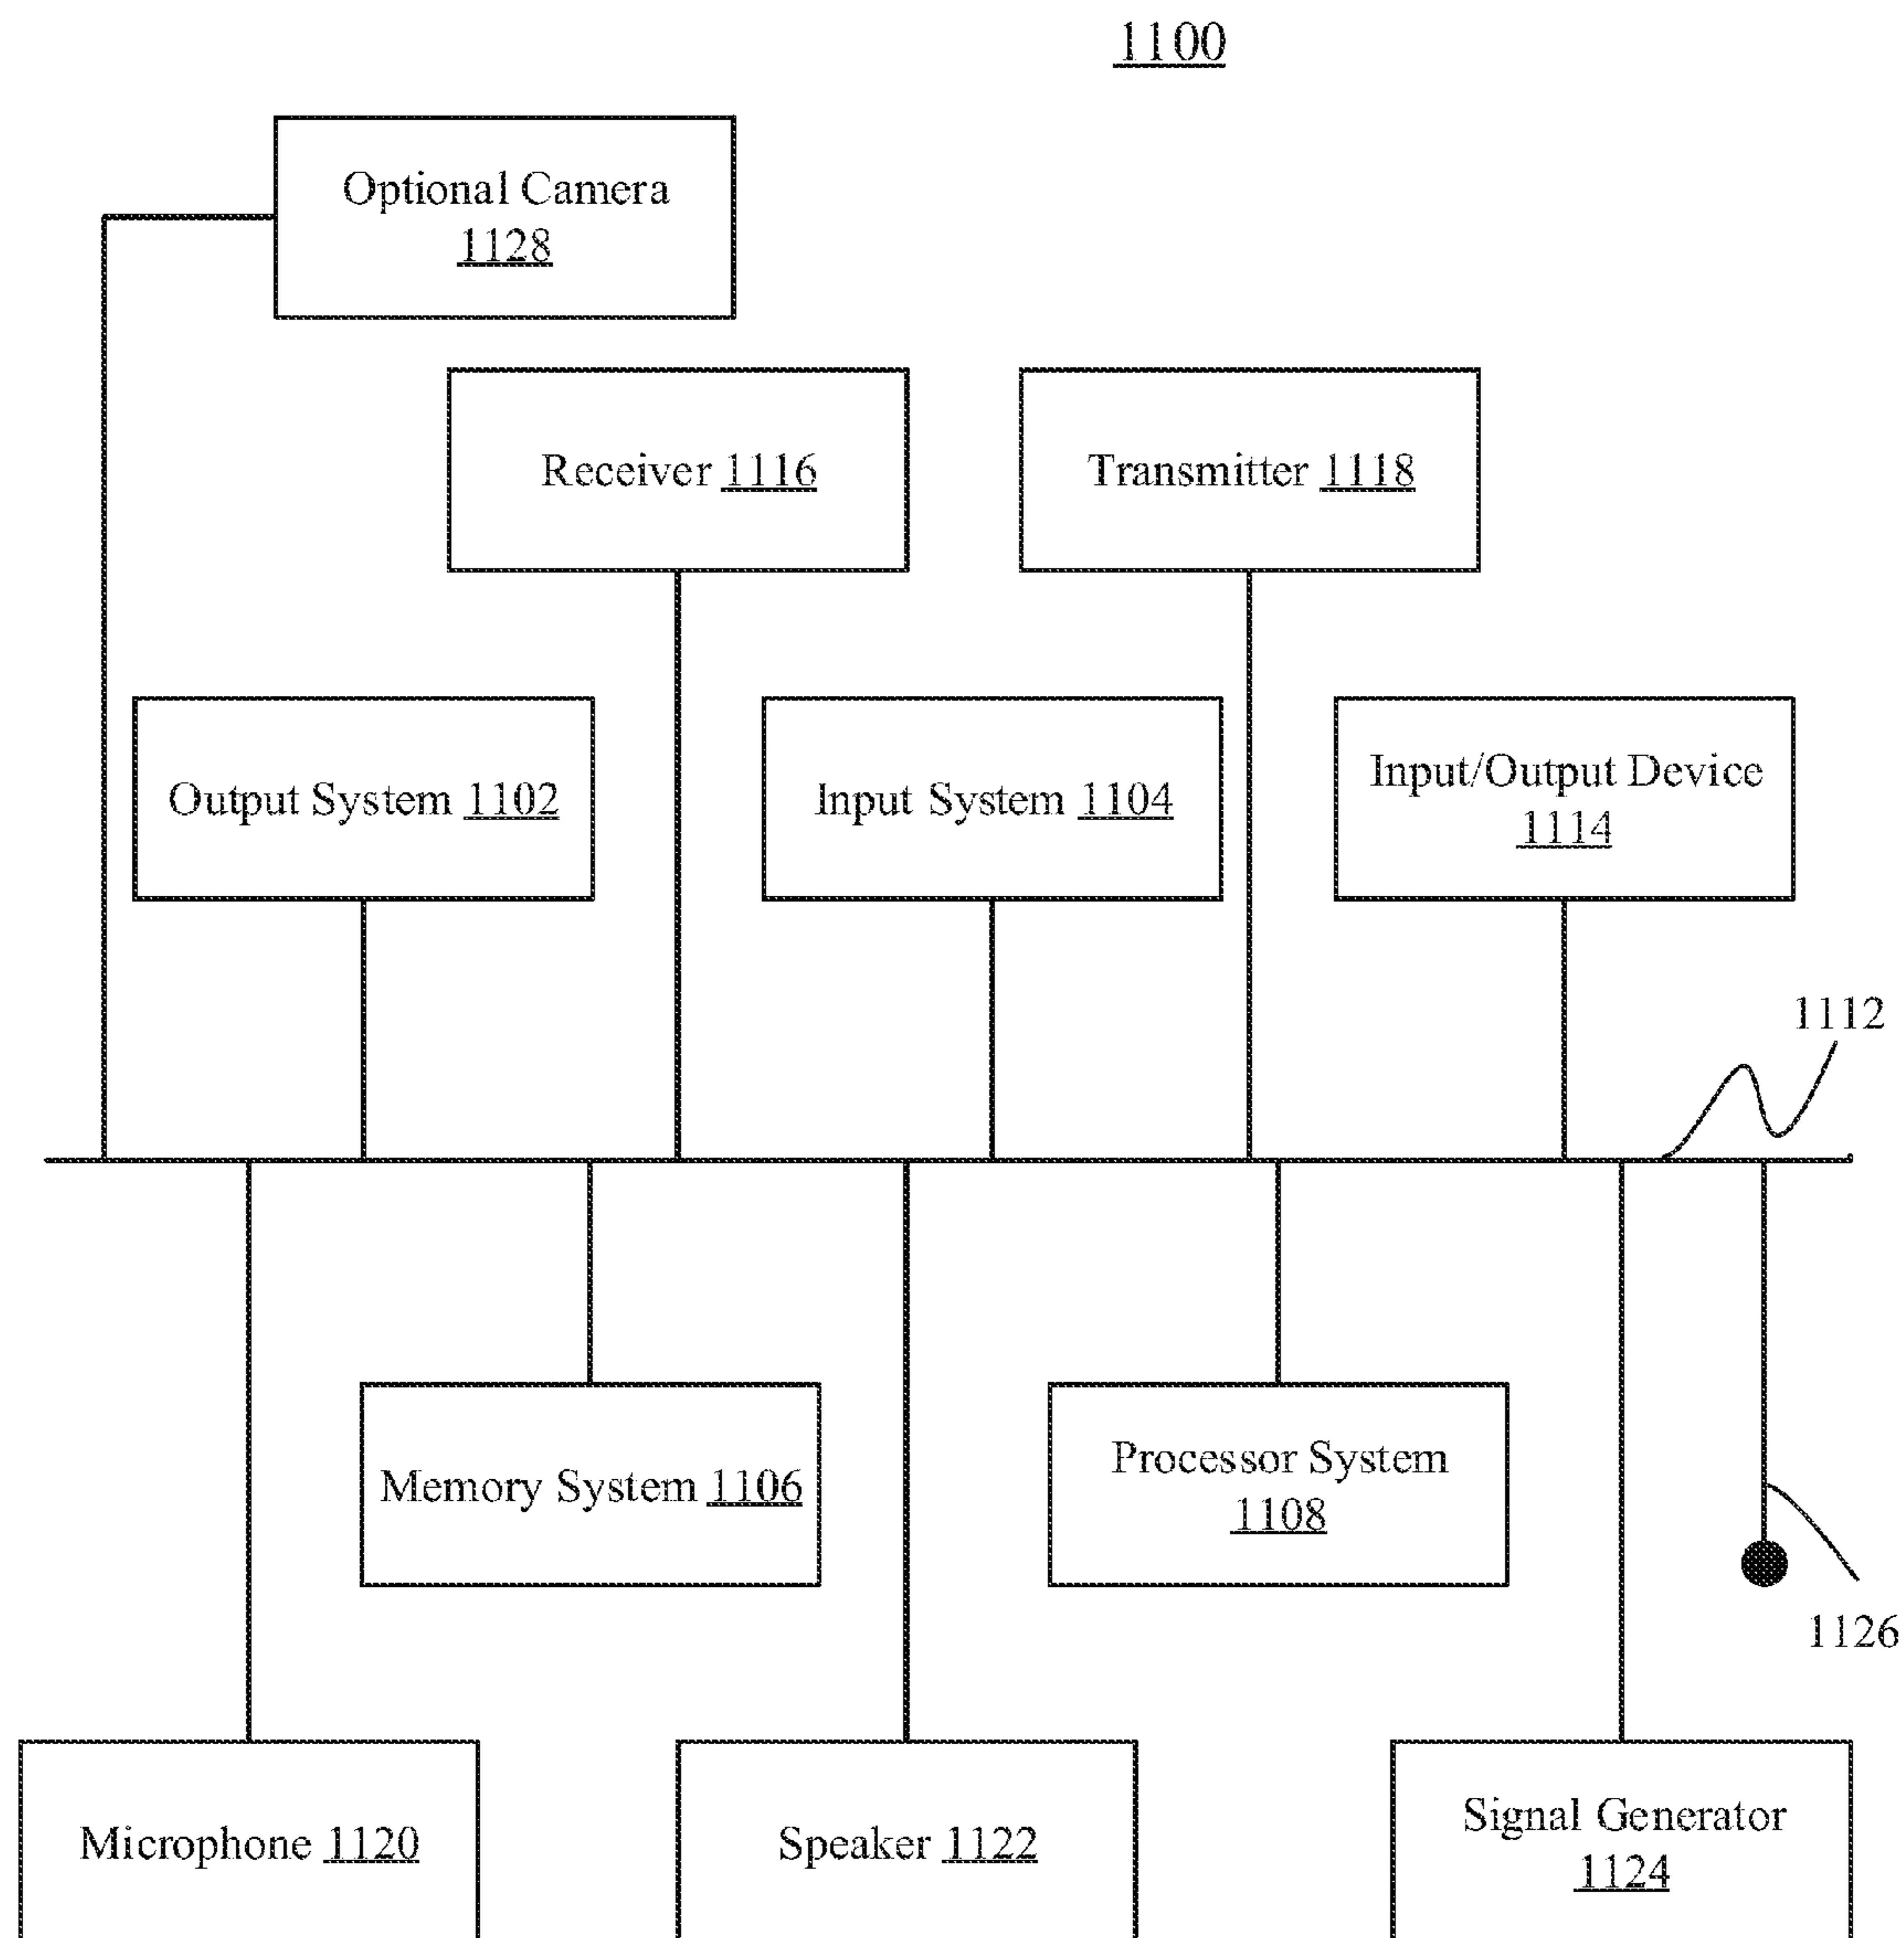 1100
Optional Camera
1128
Receiver 1116
Transmitter 1118
Output System 1102
Input System 1104
Input/Output Device
1114
1112
Memory System 1106
Processor System
1108
1126
Microphone 1120
Speaker 1122
Signal Generator
1124